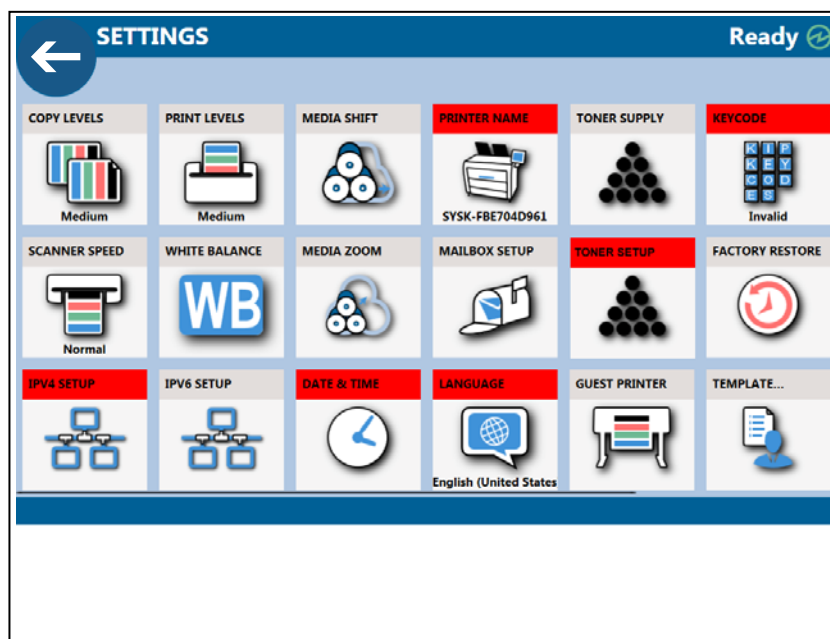 SETTINGS
Ready
COPY LEVELS
PRINT LEVELS
MEDIA SHIFT
PRINTER NAME
TONER SUPPLY
KEYCODE
K I P
K E Y
C O D
E S
Medium
Medium
SYSK-FBE704D961
Invalid
SCANNER SPEED
WHITE BALANCE
MEDIA ZOOM
MAILBOX SETUP
TONER SETUP
FACTORY RESTORE
WB
Normal
IPV4 SETUP
IPV6 SETUP
DATE & TIME
LANGUAGE
GUEST PRINTER
TEMPLATE...
English (United States